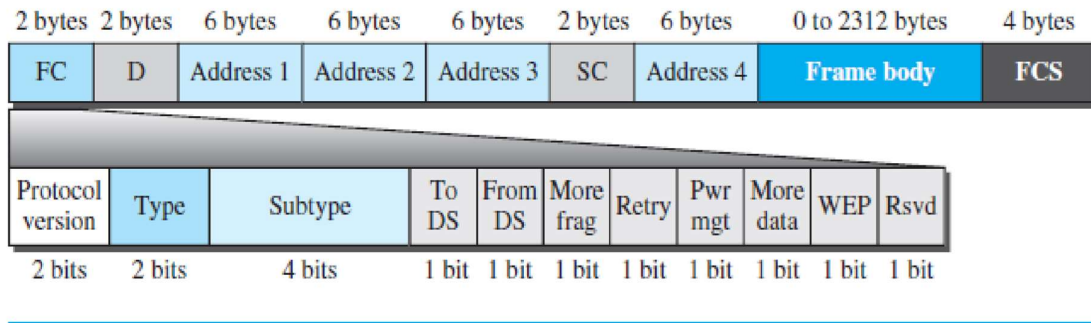 2 bytes 2 bytes 6 bytes 6 bytes 6 bytes 2 bytes 6 bytes 0 to 2312 bytes 4 bytes
FC D Address 1 Address 2 Address 3 SC Address 4 Frame body FCS
Protocol version Type Subtype To DS From DS More frag Retry Pwr mgt More data WEP Rsvd
2 bits 2 bits 4 bits 1 bit 1 bit 1 bit 1 bit 1 bit 1 bit 1 bit 1 bit